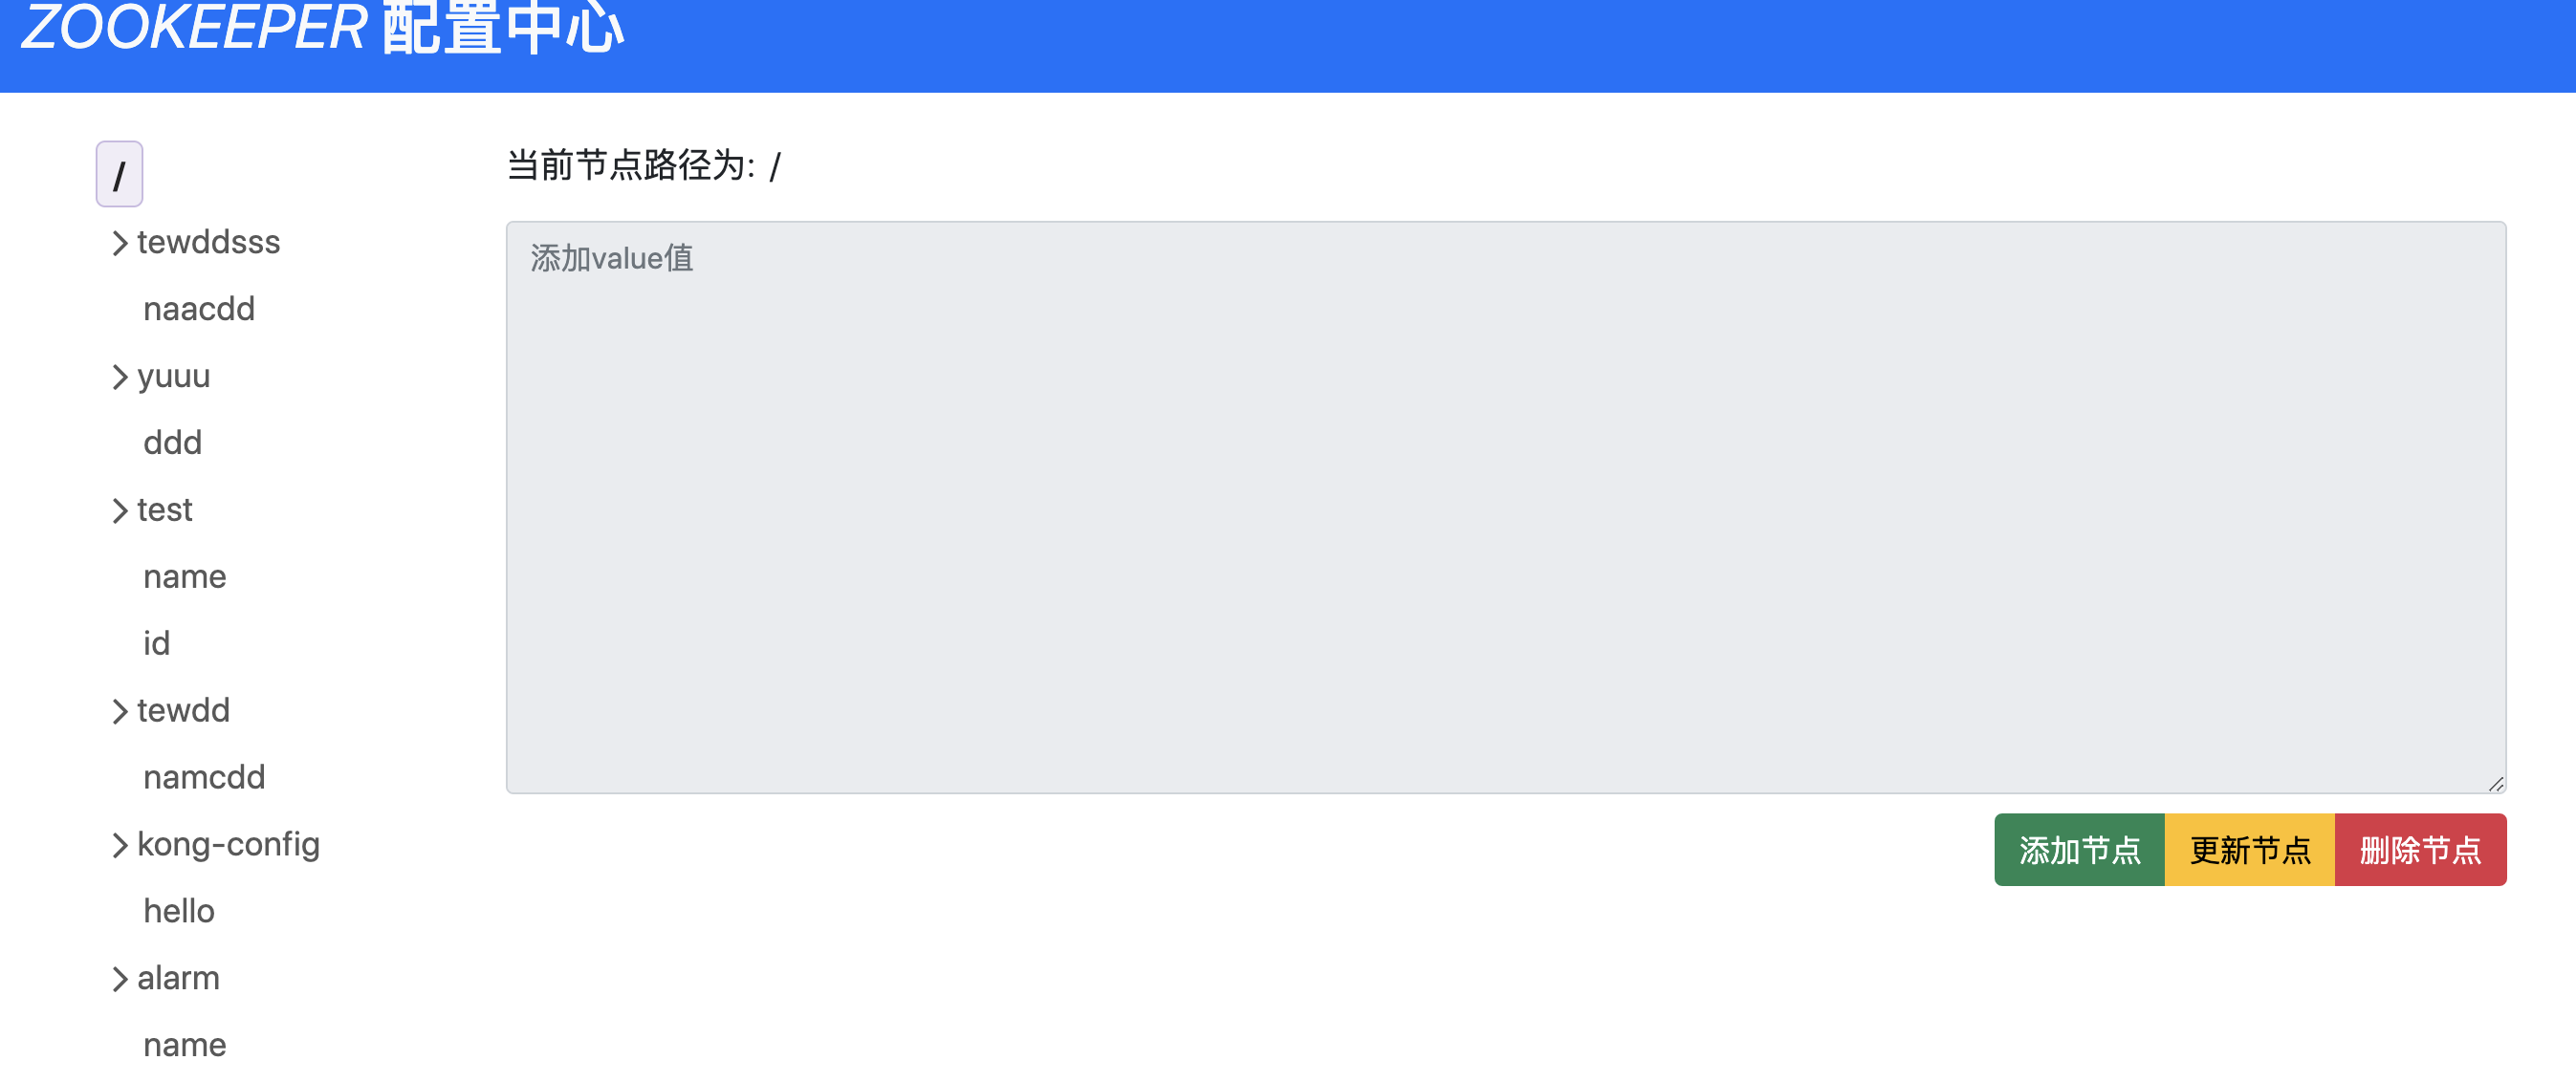 ZOOKEEPER 配置中心
/
tewddsss
naacdd
yuuu
ddd
test
name
id
tewdd
namcdd
kong-config
hello
alarm
name
当前节点路径为: /
添加value值
添加节点 更新节点 删除节点